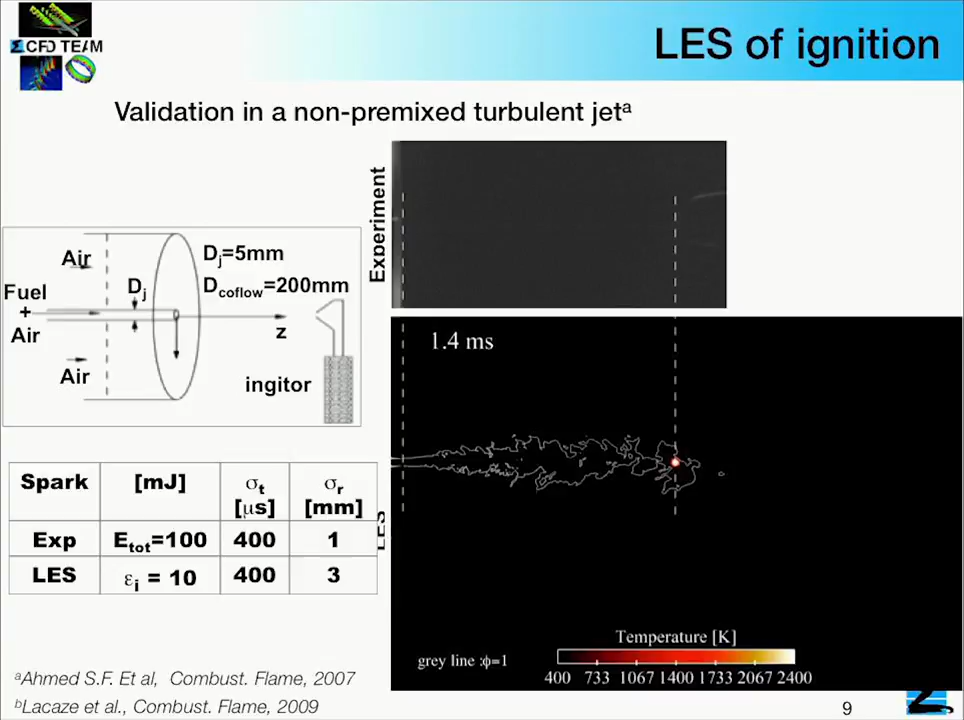 CFD TEAM
LES of ignition
Validation in a non-premixed turbulent jetᵃ
Experiment
Air
Fuel
+
Air
Air
Dj
Dj=5mm
Dcoflow=200mm
z
ingitor
1.4 ms
LES
Spark [mJ] σt [μs] σr [mm]
Exp Etot=100 400 1
LES εi = 10 400 3
grey line :ϕ=1
Temperature [K]
400 733 1067 1400 1733 2067 2400
ᵃAhmed S.F. Et al, Combust. Flame, 2007
ᵇLacaze et al., Combust. Flame, 2009
9